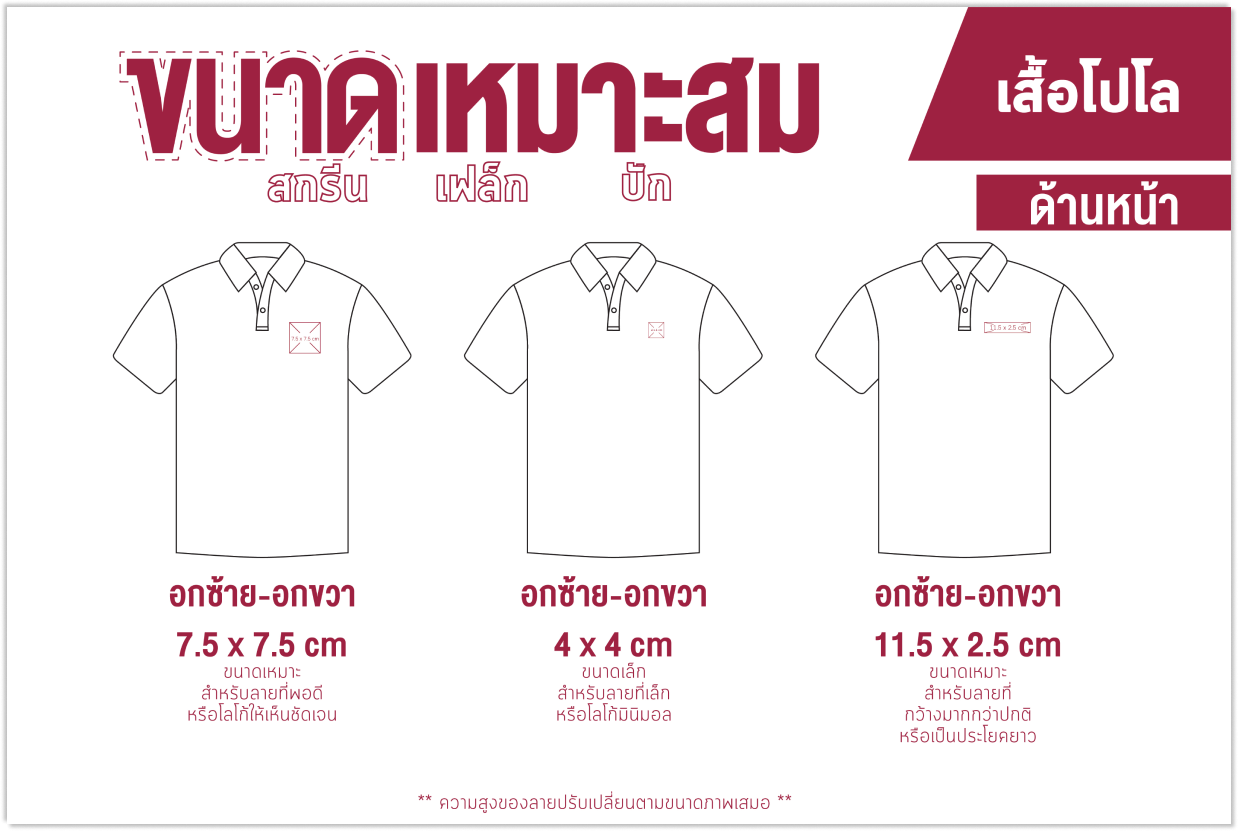 ขนาดเหมาะสม
สกรีน เฟล็ก ปัก
เสื้อโปโล
ด้านหน้า
7.5 x 7.5 cm
11.5 x 2.5 cm
อกซ้าย-อกขวา
7.5 x 7.5 cm
ขนาดเหมาะ
สำหรับลายที่พอดี
หรือโลโก้ให้เห็นชัดเจน
อกซ้าย-อกขวา
4 x 4 cm
ขนาดเล็ก
สำหรับลายที่เล็ก
หรือโลโก้มินิมอล
อกซ้าย-อกขวา
11.5 x 2.5 cm
ขนาดเหมาะ
สำหรับลายที่
กว้างมากกว่าปกติ
หรือเป็นประโยคยาว
** ความสูงของลายปรับเปลี่ยนตามขนาดภาพเสมอ **